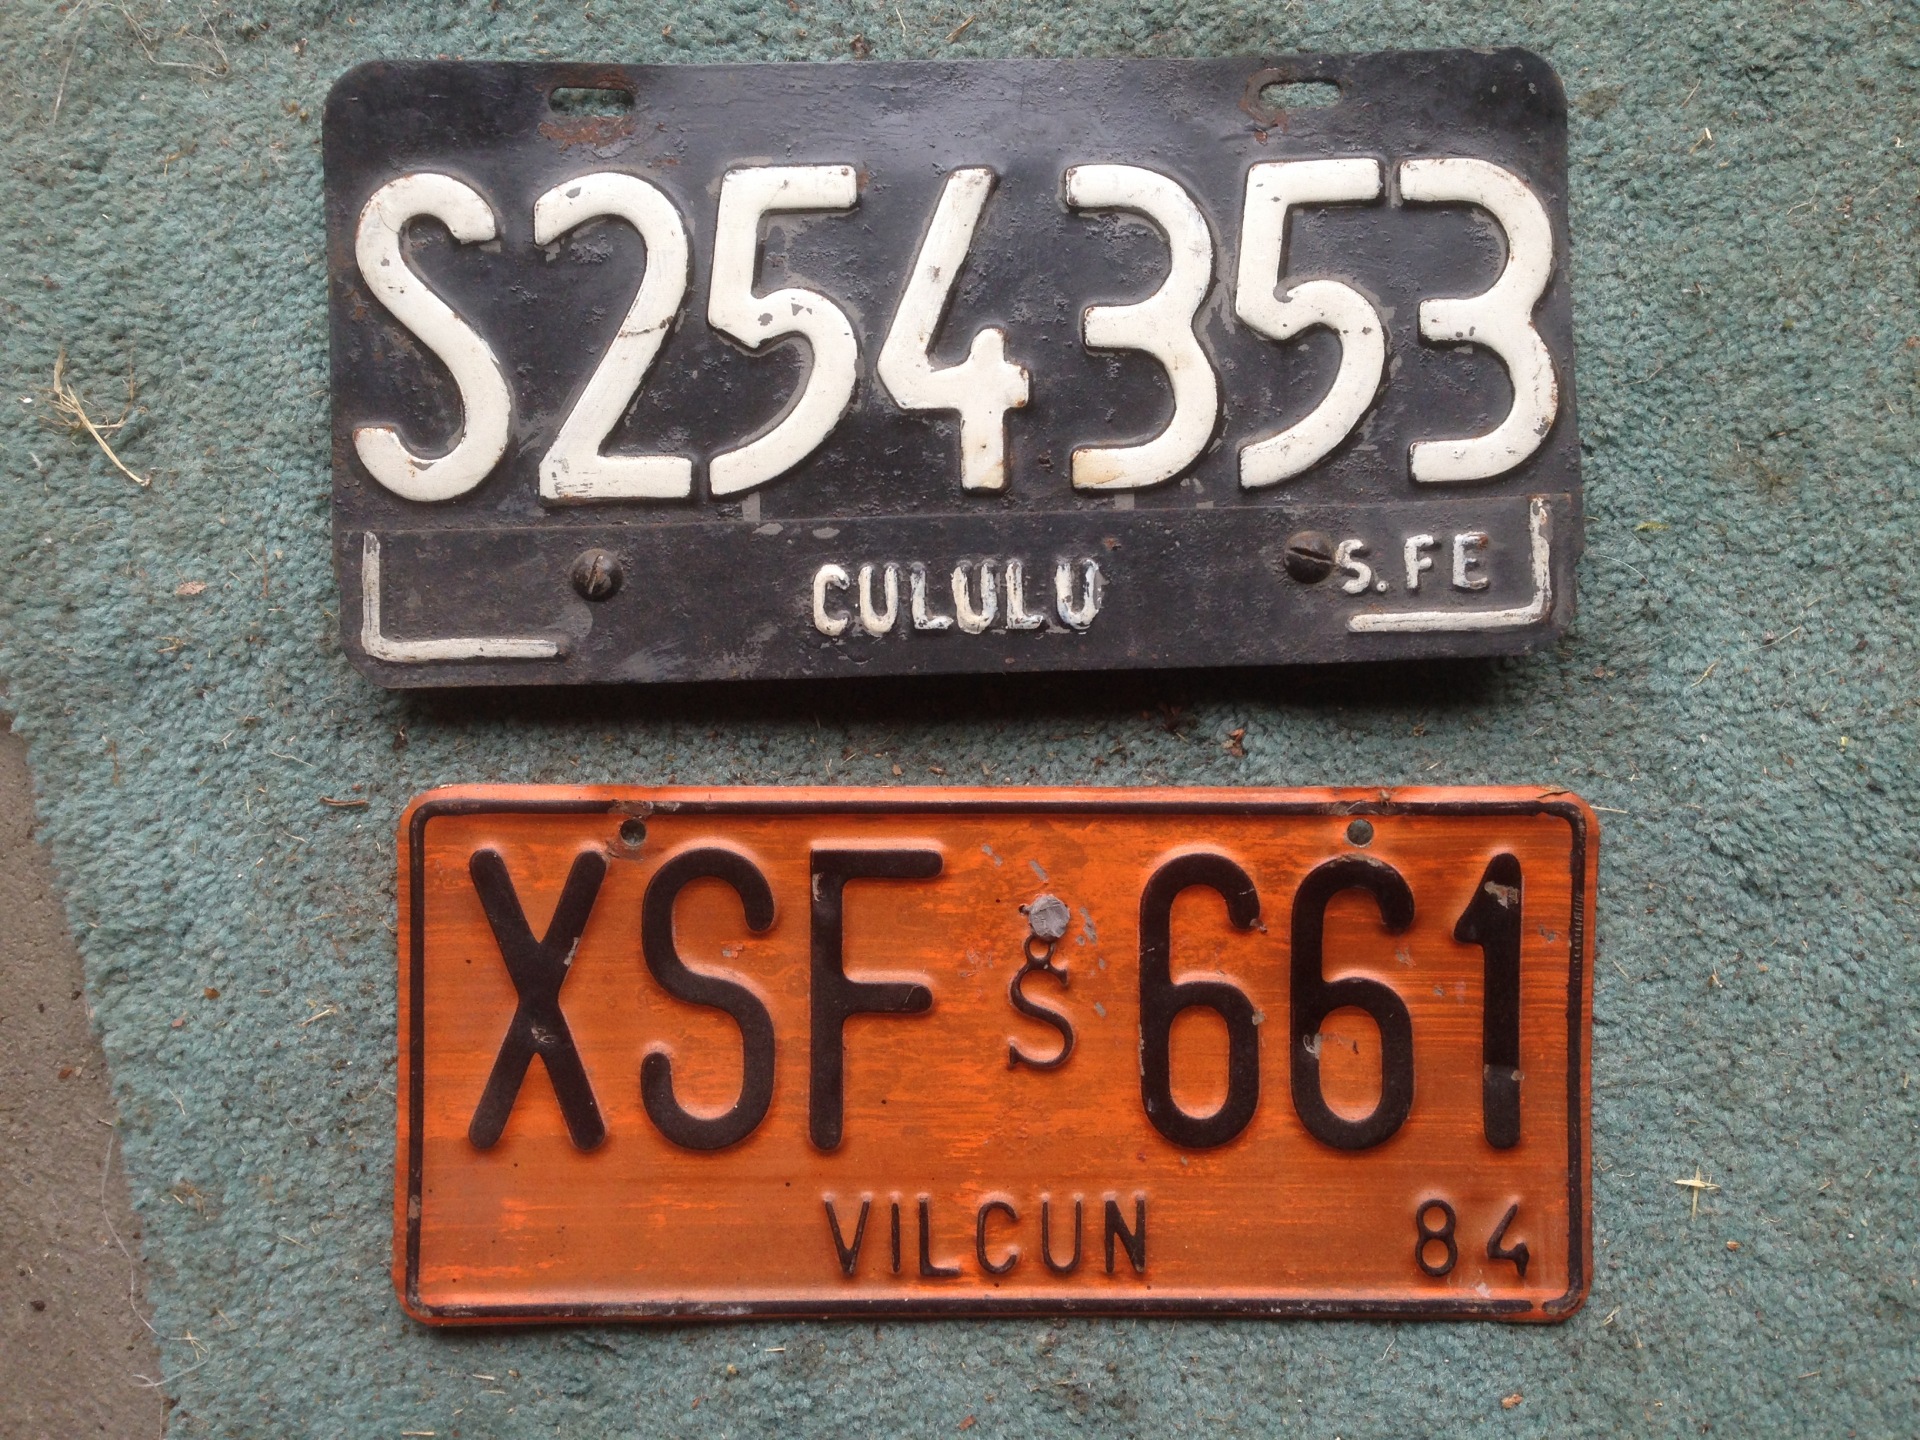 S254353
CULULU S. FE
XSF S 661
VILCUN 84